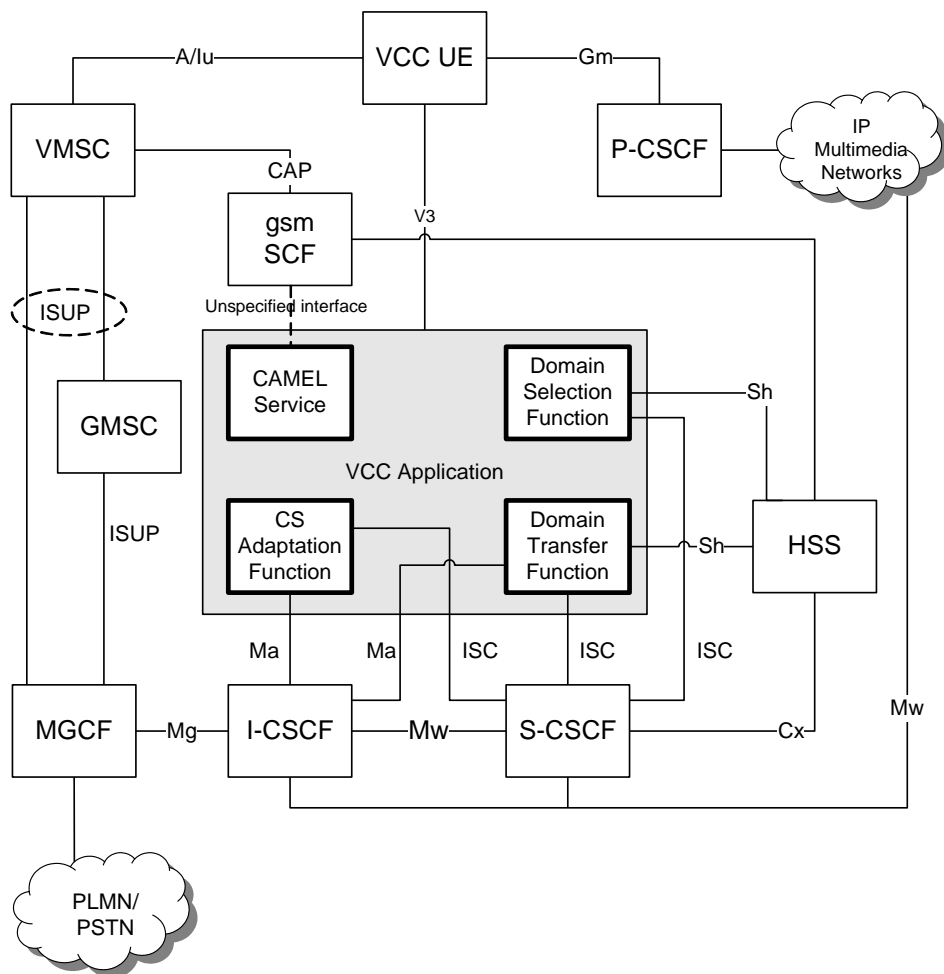 VCC UE
A/Iu
Gm
VMSC
P-CSCF
IP
Multimedia
Networks
CAP
gsm
SCF
V3
ISUP
Unspecified interface
CAMEL
Service
Domain
Selection
Function
Sh
GMSC
VCC Application
CS
Adaptation
Function
Domain
Transfer
Function
Sh
HSS
ISUP
Ma
Ma
ISC
ISC
ISC
MGCF
Mg
I-CSCF
Mw
S-CSCF
Cx
Mw
PLMN/
PSTN